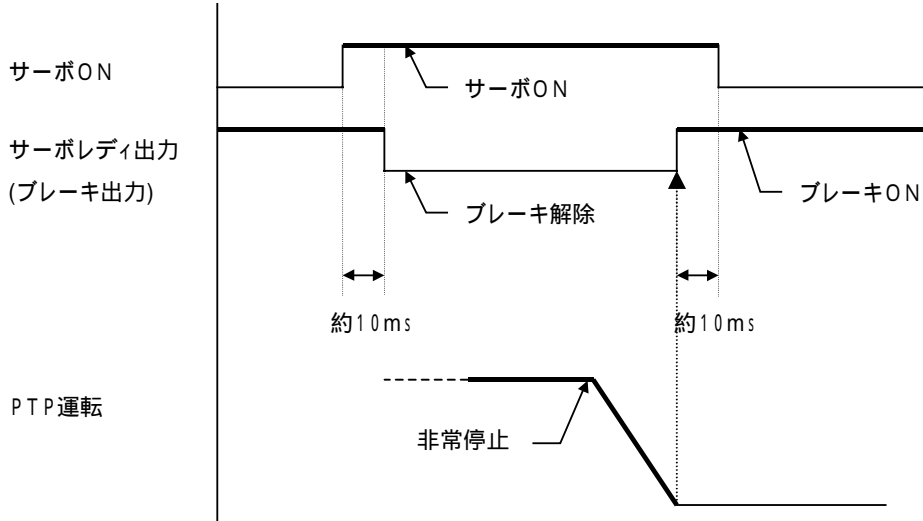 サーボON
サーボON
サーボレディ出力
(ブレーキ出力)
ブレーキON
ブレーキ解除
約10ms
約10ms
PTP運転
非常停止